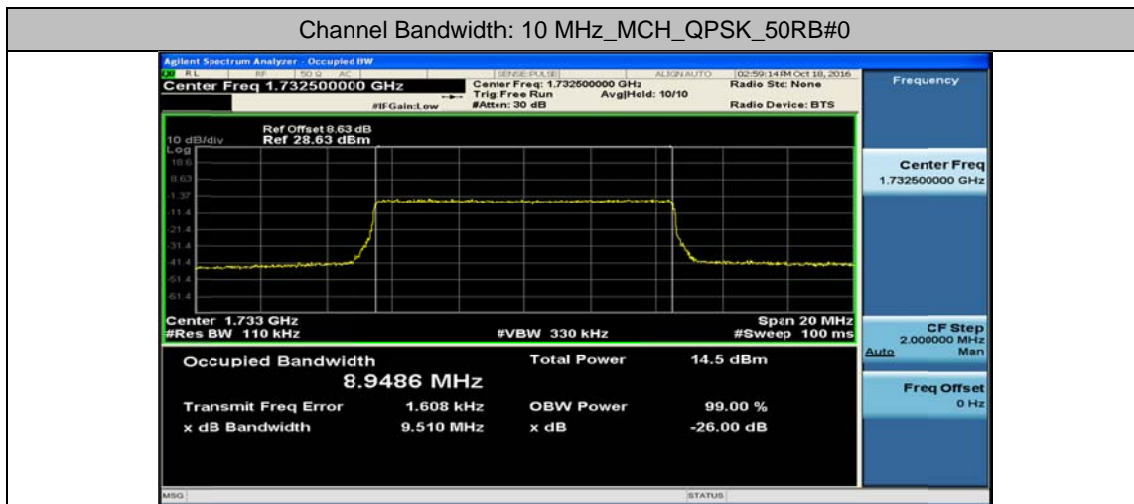 Channel Bandwidth: 10 MHz_MCH_QPSK_50RB#0
Agilent Spectrum Analyzer - Occupied BW
RL RF 50 Ω AC SENSE:PULSE ALIGN AUTO 02:59:14 PM Oct 18, 2016
Center Freq 1.732500000 GHz
Center Freq: 1.732500000 GHz
Radio Std: None
Trig: Free Run Avg|Hold: 10/10
#IFGain:Low #Atten: 30 dB Radio Device: BTS
Ref Offset 8.63 dB
10 dB/div Ref 28.63 dBm
Log
18.6
8.63
-1.37
-11.4
-21.4
-31.4
-41.4
-51.4
-61.4
Center 1.733 GHz Span 20 MHz
#Res BW 110 kHz #VBW 330 kHz #Sweep 100 ms
Occupied Bandwidth Total Power 14.5 dBm
8.9486 MHz
Transmit Freq Error 1.608 kHz OBW Power 99.00 %
x dB Bandwidth 9.510 MHz x dB -26.00 dB
MSG STATUS
Frequency
Center Freq
1.732500000 GHz
CF Step
2.000000 MHz
Auto Man
Freq Offset
0 Hz